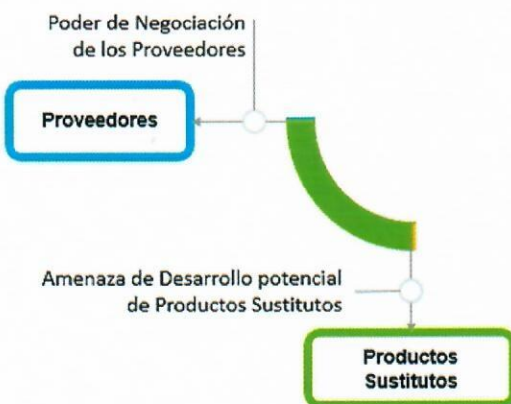 Poder de Negociación
de los Proveedores
Proveedores
Amenaza de Desarrollo potencial
de Productos Sustitutos
Productos
Sustitutos